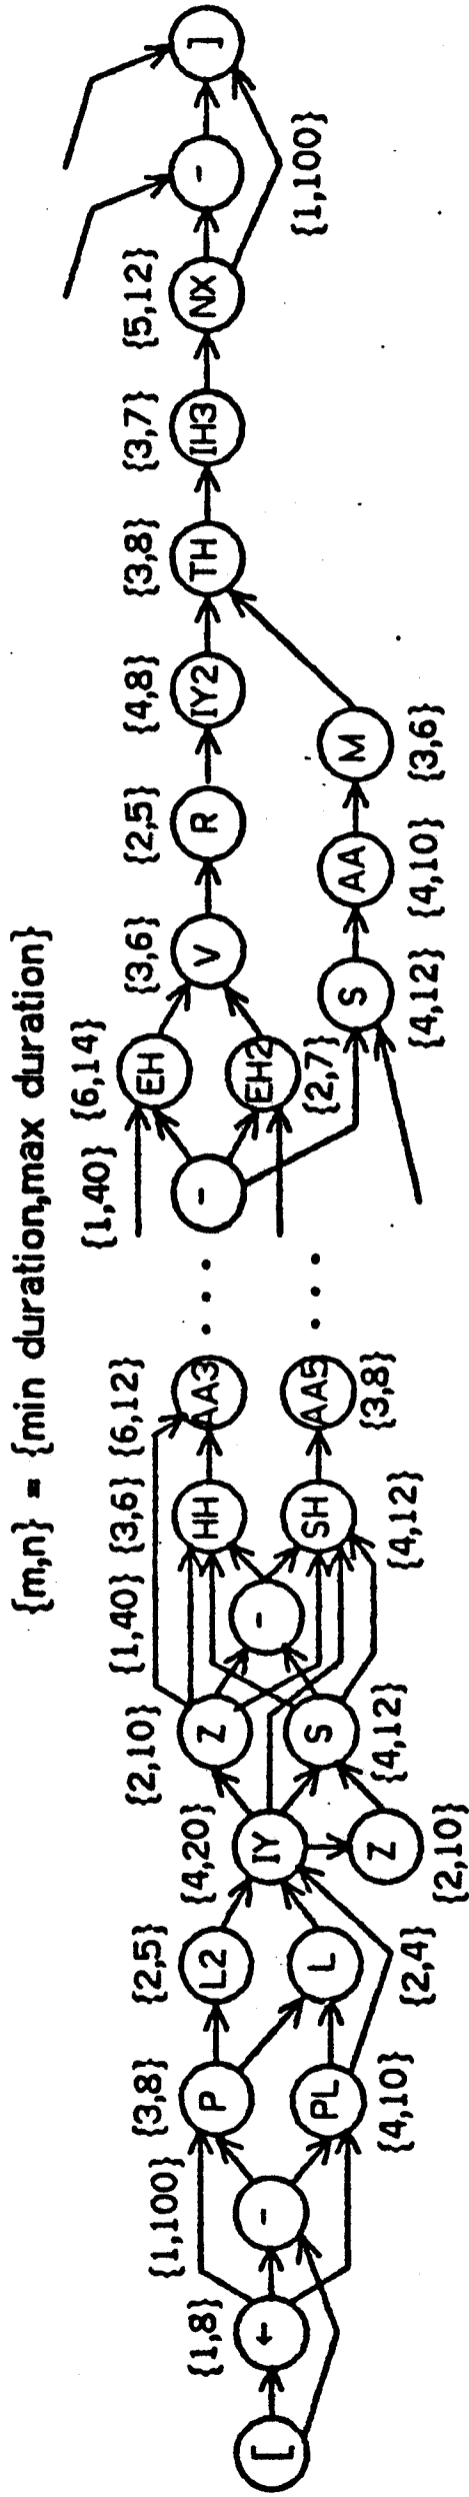 {m,n} = {min duration,max duration}
{1,8} {1,100} {3,8} {2,5} {4,20} {2,10} {1,40} {3,6} {6,12} {1,40} {6,14} {3,6} {2,5} {4,8} {3,8} {3,7} {5,12}
P L2 Z HH AA3 ... EH
[ ← - IY - - V R IY2 TH IH3 NX - ]
PL L S SH AA5 ... EH2
Z S AA M
{4,10} {2,4} {2,10} {4,12} {4,12} {3,8} {2,7} {4,12} {4,10} {3,6} {1,100}